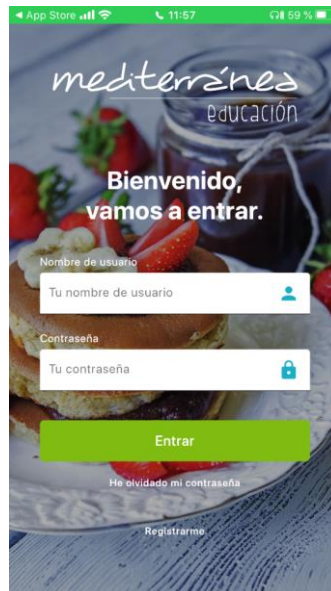 App Store 11:57 59 %
mediterránea
educación
Bienvenido,
vamos a entrar.
Nombre de usuario
Tu nombre de usuario
Contraseña
Tu contraseña
Entrar
He olvidado mi contraseña
Registrarme